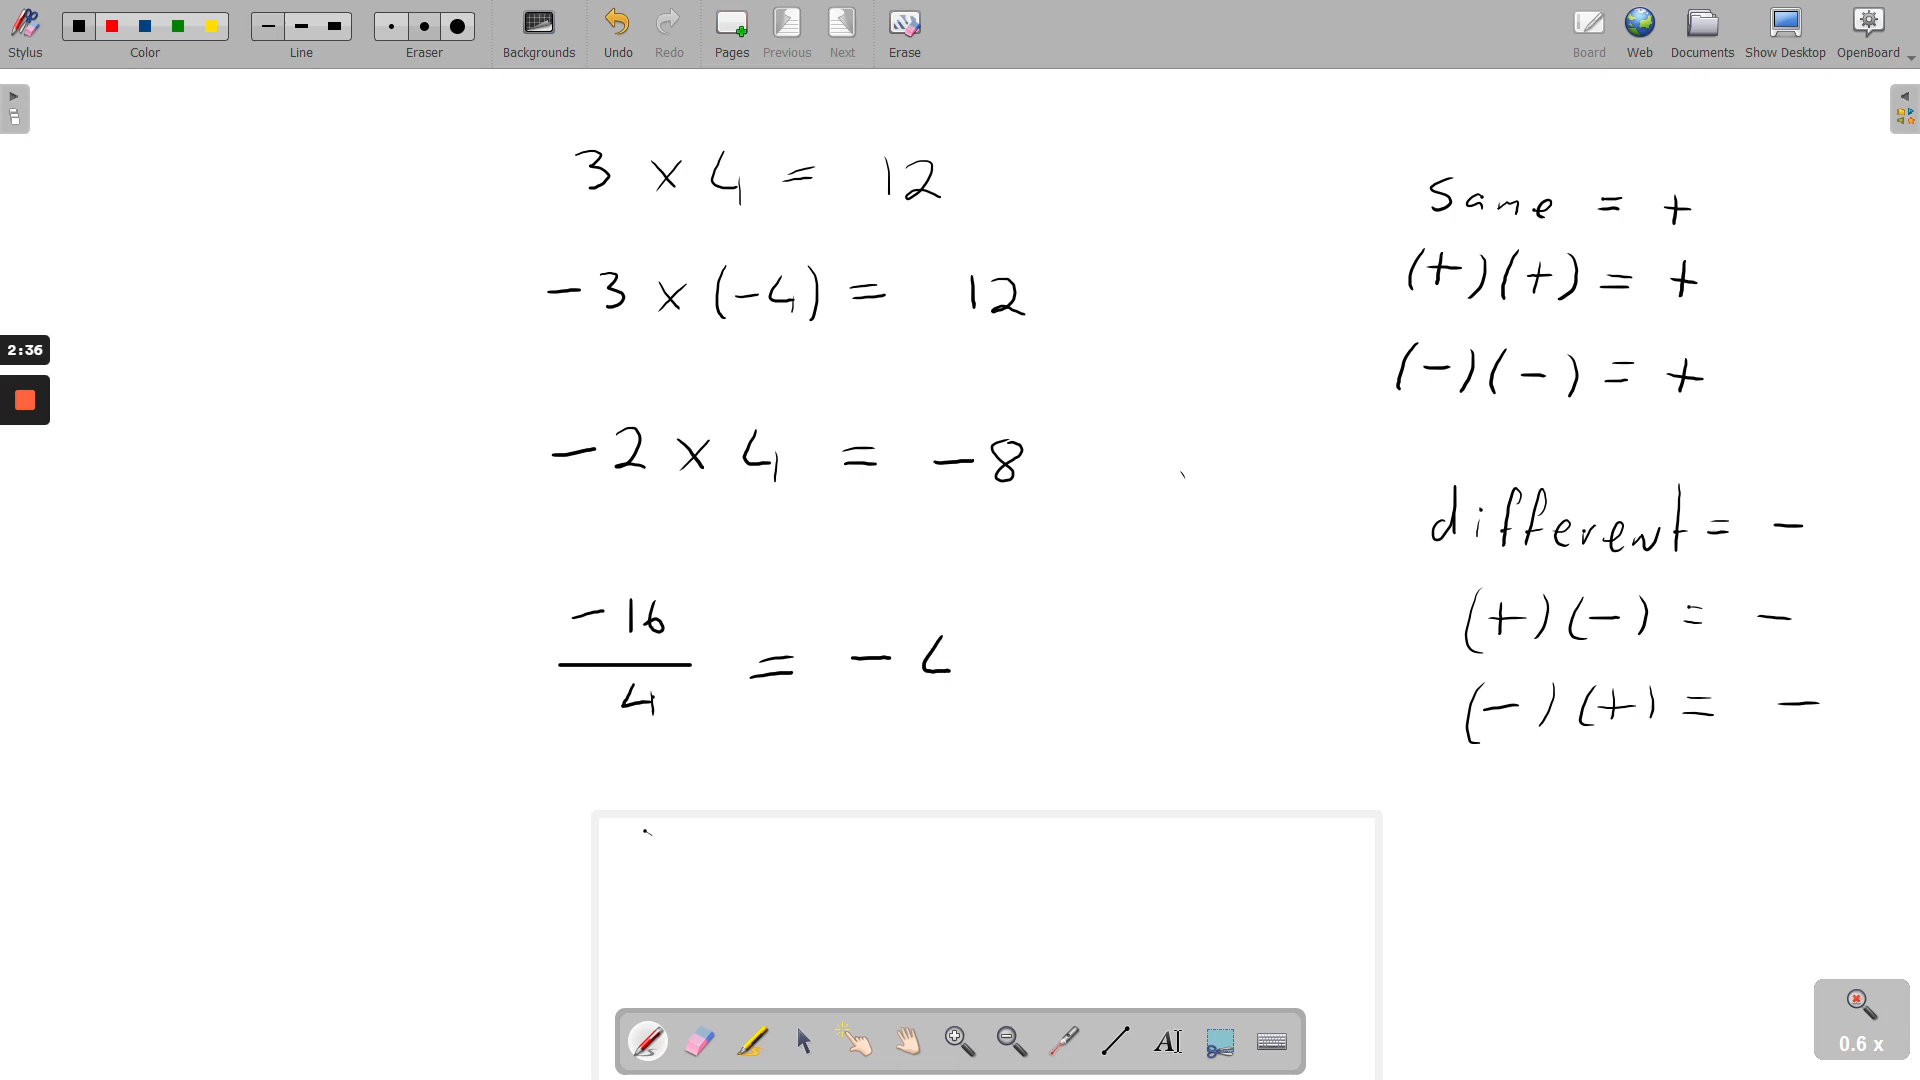 Stylus Color Line Eraser Backgrounds Undo Redo Pages Previous Next Erase Board Web Documents Show Desktop OpenBoard
3 × 4 = 12
-3 × (-4) = 12
-2 × 4 = -8
-16
4
= -
same = +
(+)(+) = +
(-)(-) = +
different = -
(+)(-) = -
(-)(+) = -
2:36
0.6 x